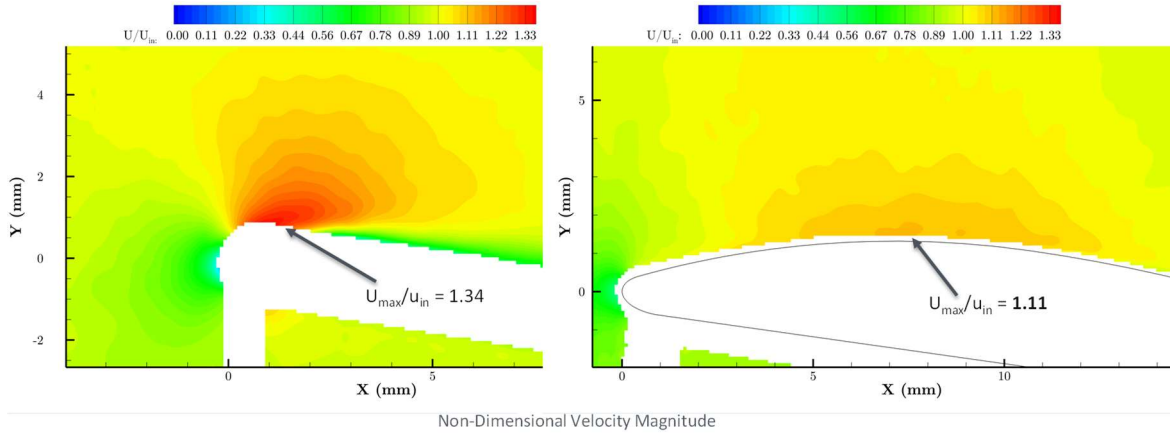 U/U_in: 0.00 0.11 0.22 0.33 0.44 0.56 0.67 0.78 0.89 1.00 1.11 1.22 1.33
4
2
0
-2
Y (mm)
U_max/u_in = 1.34
0 5
X (mm)
U/U_in: 0.00 0.11 0.22 0.33 0.44 0.56 0.67 0.78 0.89 1.00 1.11 1.22 1.33
5
0
Y (mm)
U_max/u_in = 1.11
0 5 10
X (mm)
Non-Dimensional Velocity Magnitude